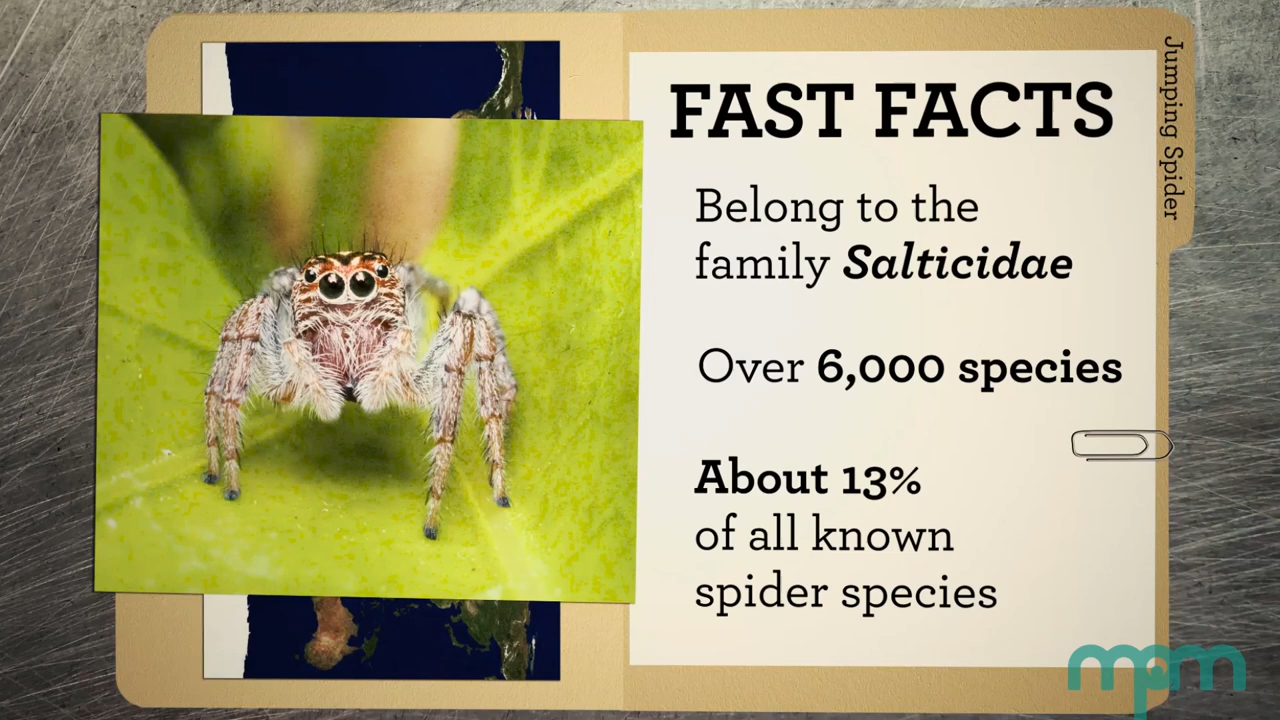 FAST FACTS
Belong to the
family Salticidae
Over 6,000 species
About 13%
of all known
spider species
Jumping Spider
mpm